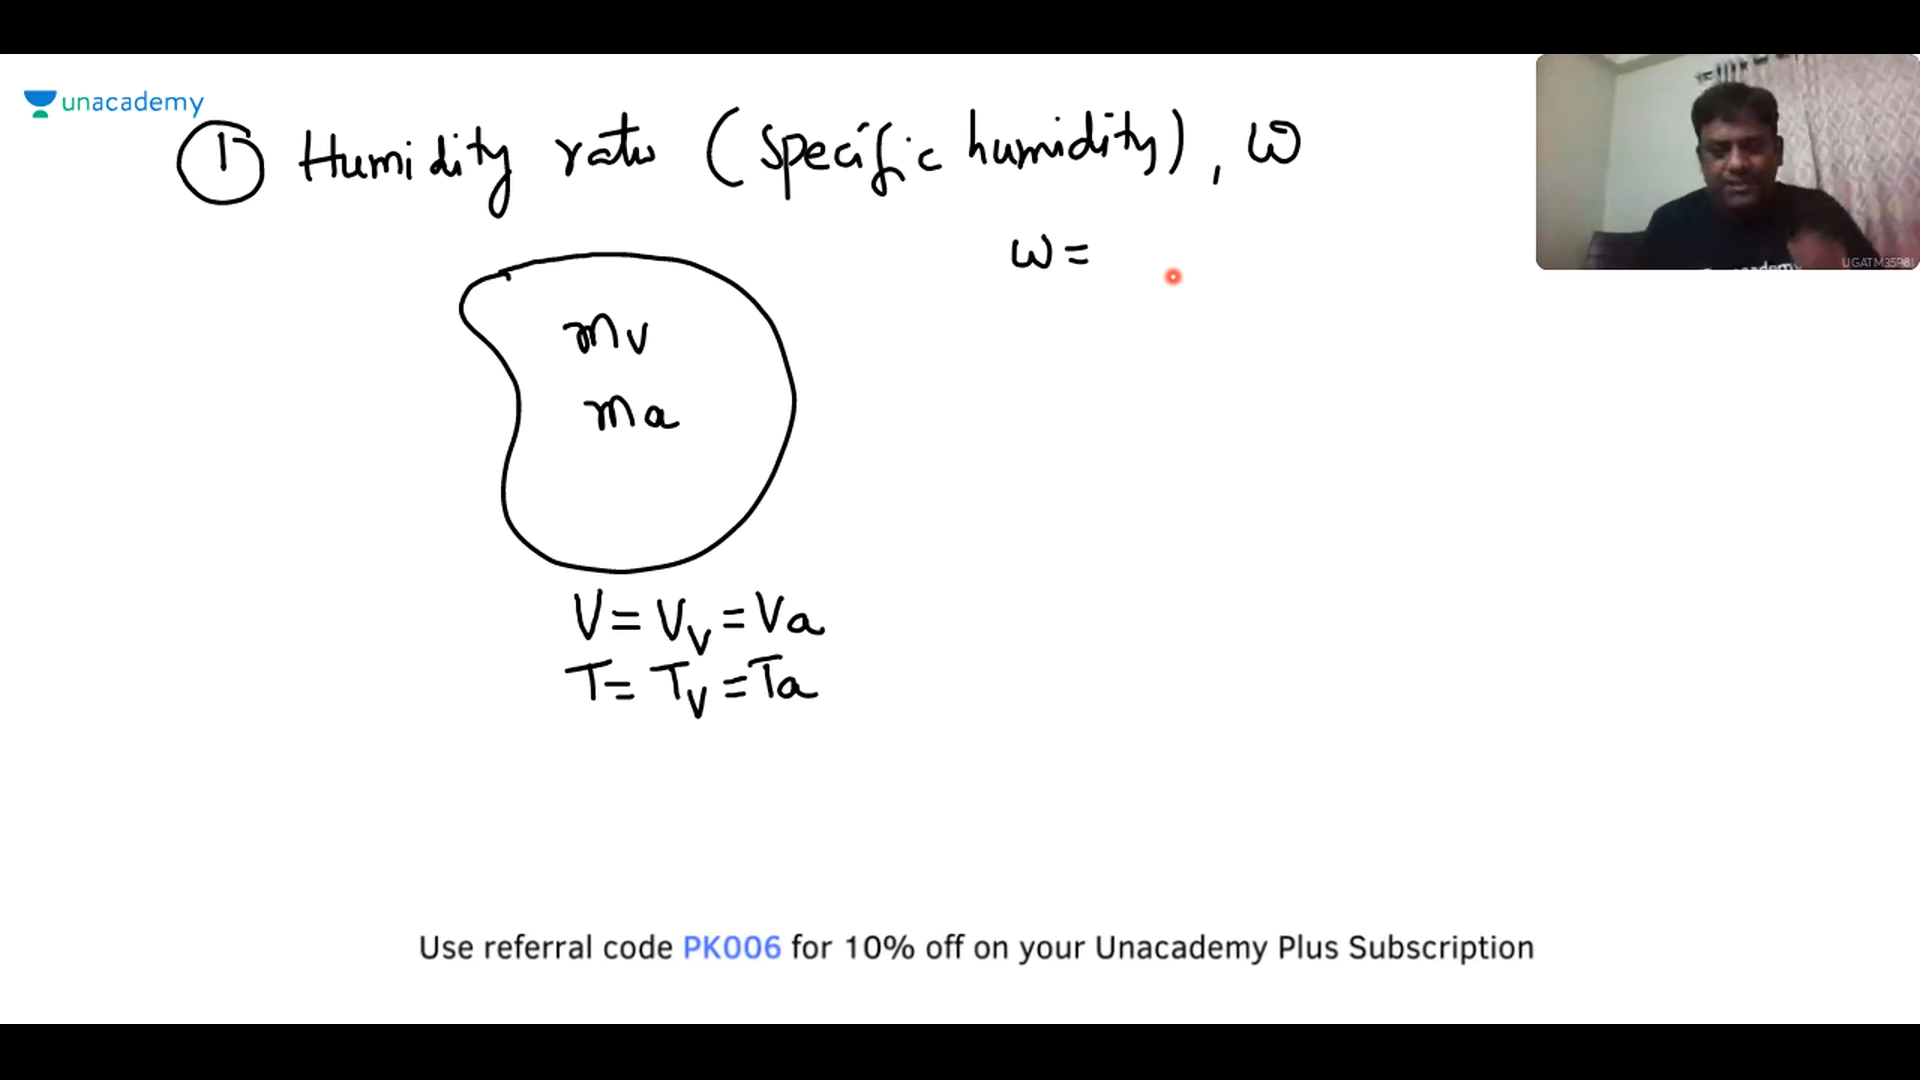 unacademy
① Humidity ratio (specific humidity), ω
ω =
mv
ma
V = Vv = Va
T = Tv = Ta
Use referral code PK006 for 10% off on your Unacademy Plus Subscription